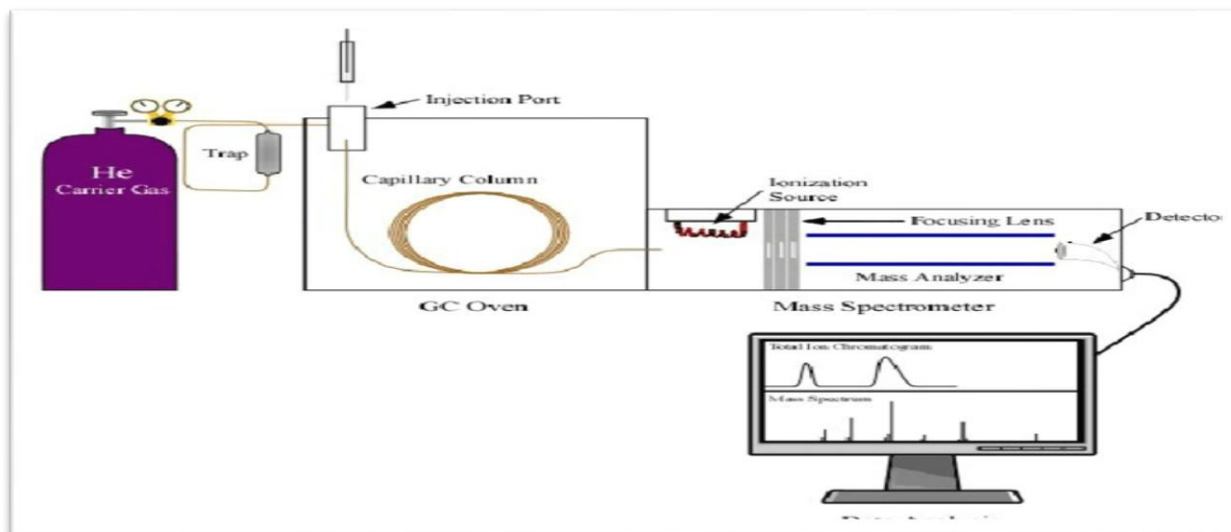 Injection Port
He
Carrier Gas
Trap
Capillary Column
Ionization
Source
Focusing Lens
Detecto
Mass Analyzer
GC Oven
Mass Spectrometer
Total Ion Chromatogram
Mass Spectrum